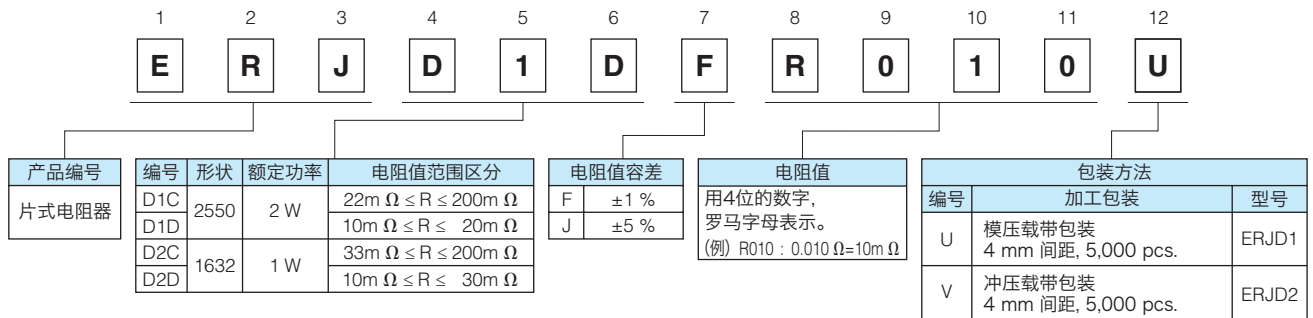 1 2 3 4 5 6 7 8 9 10 11 12
E R J D 1 D F R 0 1 0 U
产品编号
片式电阻器
编号 形状 额定功率 电阻值范围区分
D1C 2550 2 W 22m Ω ≤ R ≤ 200m Ω
D1D 10m Ω ≤ R ≤ 20m Ω
D2C 1632 1 W 33m Ω ≤ R ≤ 200m Ω
D2D 10m Ω ≤ R ≤ 30m Ω
电阻值容差
F ±1 %
J ±5 %
电阻值
用4位的数字,
罗马字母表示。
(例) R010 : 0.010 Ω=10m Ω
包装方法
编号 加工包装 型号
U 模压载带包装 ERJD1
4 mm 间距, 5,000 pcs.
V 冲压载带包装 ERJD2
4 mm 间距, 5,000 pcs.